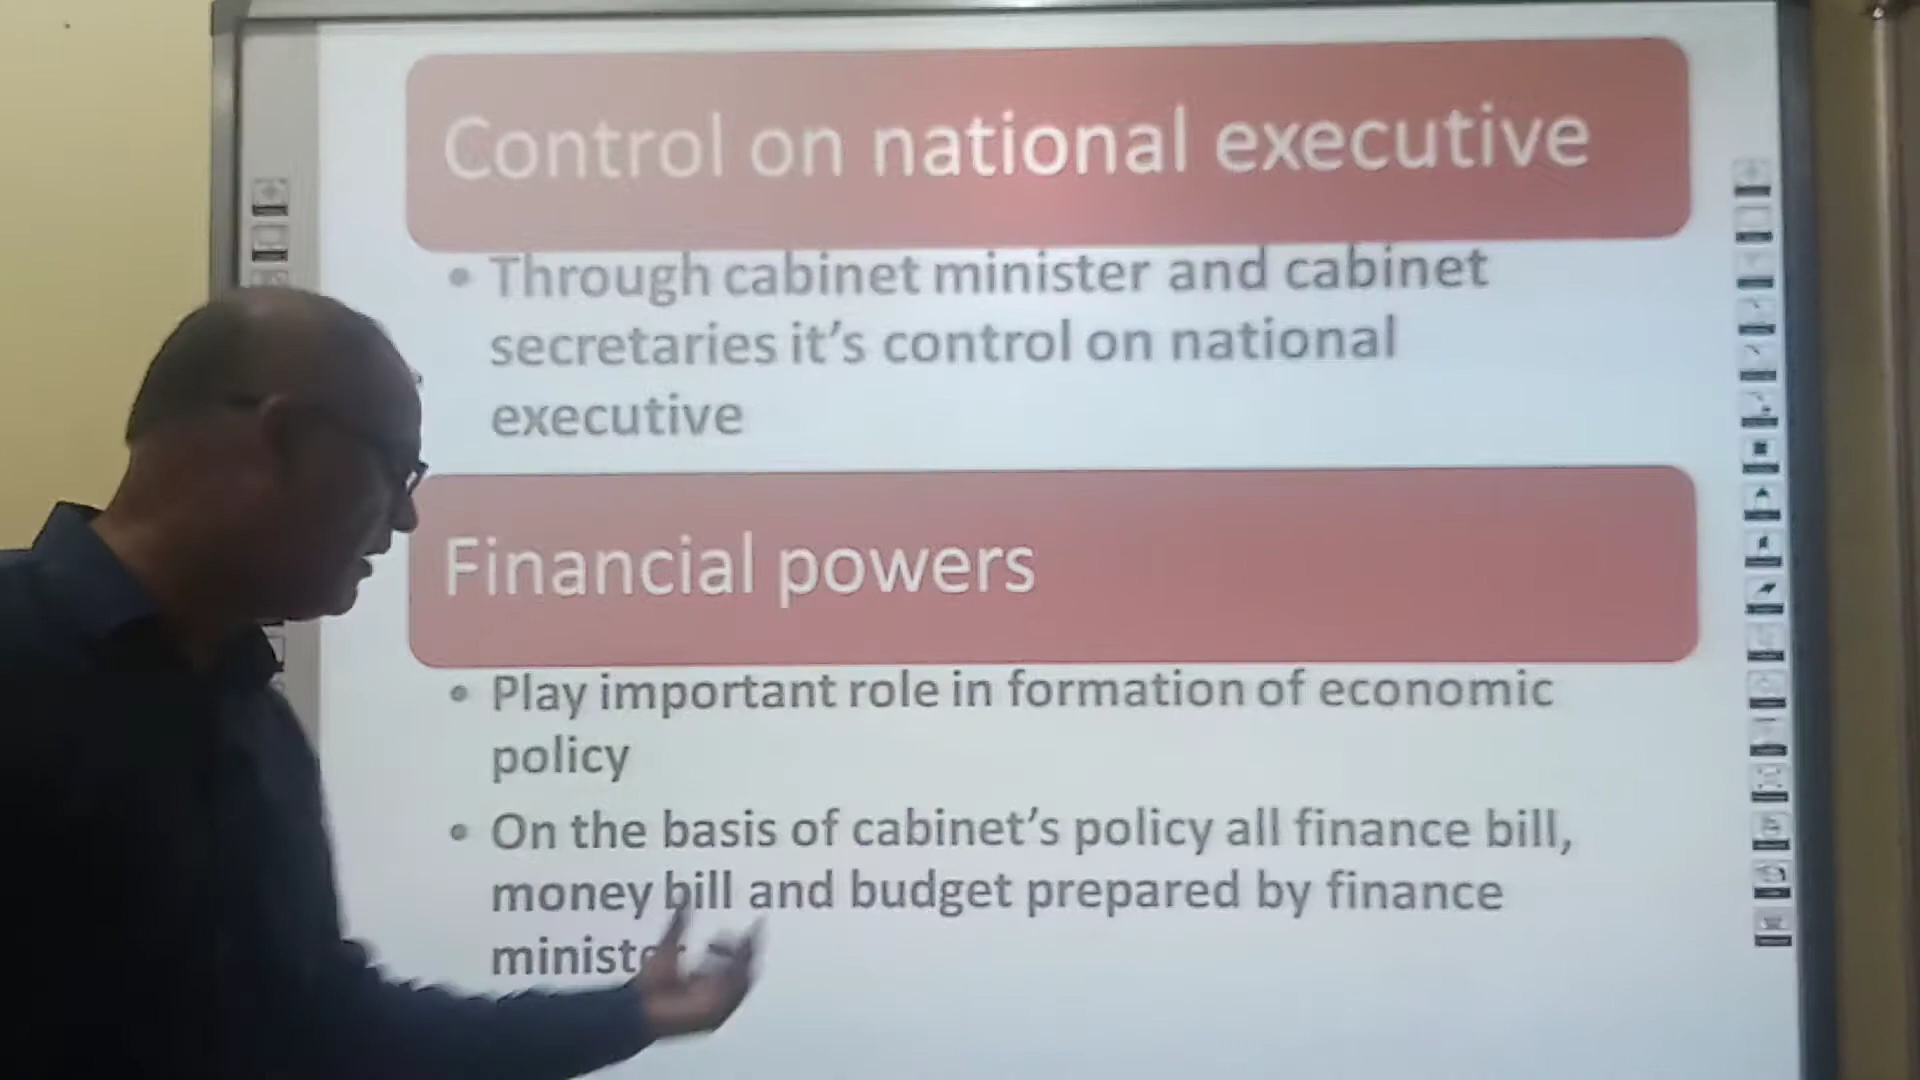 Control on national executive
• Through cabinet minister and cabinet
secretaries it's control on national
executive
Financial powers
• Play important role in formation of economic
policy
• On the basis of cabinet's policy all finance bill,
money bill and budget prepared by finance
minister